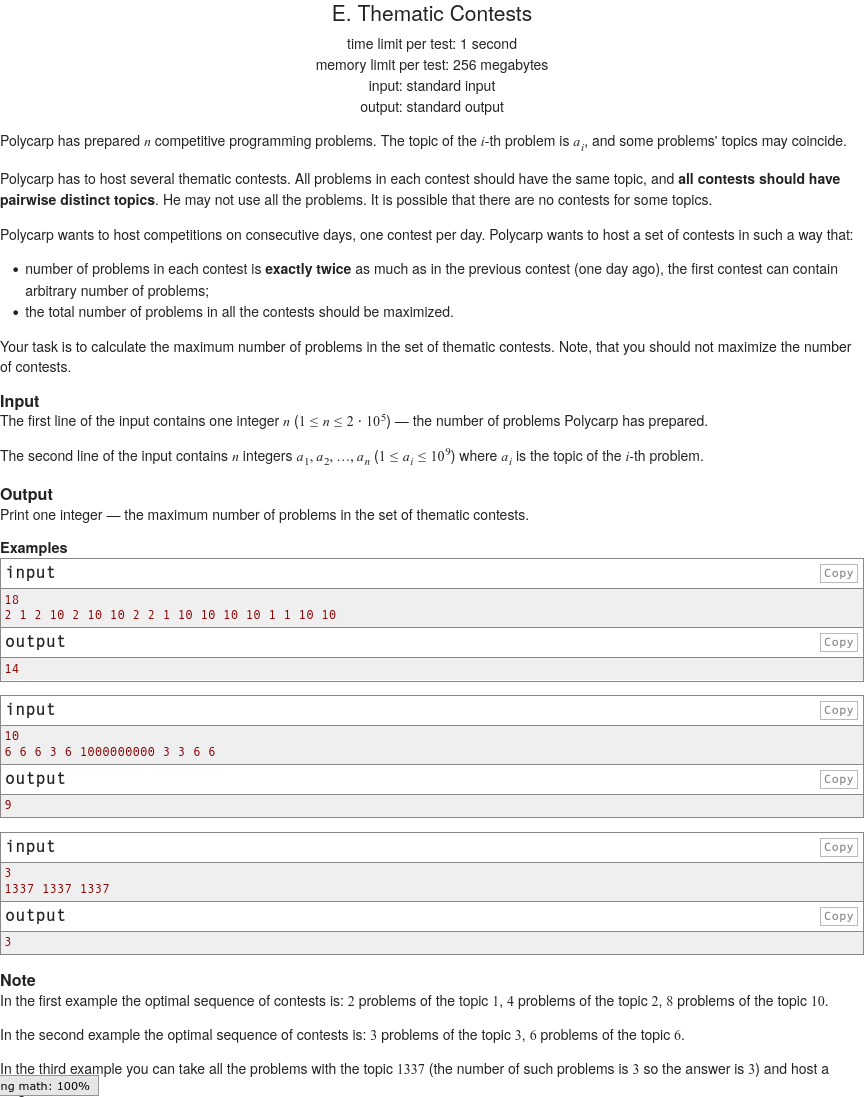 E. Thematic Contests
time limit per test: 1 second
memory limit per test: 256 megabytes
input: standard input
output: standard output
Polycarp has prepared n competitive programming problems. The topic of the i-th problem is a_i, and some problems' topics may coincide.
Polycarp has to host several thematic contests. All problems in each contest should have the same topic, and all contests should have
pairwise distinct topics. He may not use all the problems. It is possible that there are no contests for some topics.
Polycarp wants to host competitions on consecutive days, one contest per day. Polycarp wants to host a set of contests in such a way that:
• number of problems in each contest is exactly twice as much as in the previous contest (one day ago), the first contest can contain
arbitrary number of problems;
• the total number of problems in all the contests should be maximized.
Your task is to calculate the maximum number of problems in the set of thematic contests. Note, that you should not maximize the number
of contests.
Input
The first line of the input contains one integer n (1 ≤ n ≤ 2 · 10^5) — the number of problems Polycarp has prepared.
The second line of the input contains n integers a_1, a_2, …, a_n (1 ≤ a_i ≤ 10^9) where a_i is the topic of the i-th problem.
Output
Print one integer — the maximum number of problems in the set of thematic contests.
Examples
input Copy
18
2 1 2 10 2 10 10 2 2 1 10 10 10 10 1 1 10 10
output Copy
14
input Copy
10
6 6 6 3 6 1000000000 3 3 6 6
output Copy
9
input Copy
3
1337 1337 1337
output Copy
3
Note
In the first example the optimal sequence of contests is: 2 problems of the topic 1, 4 problems of the topic 2, 8 problems of the topic 10.
In the second example the optimal sequence of contests is: 3 problems of the topic 3, 6 problems of the topic 6.
In the third example you can take all the problems with the topic 1337 (the number of such problems is 3 so the answer is 3) and host a
ng math: 100%